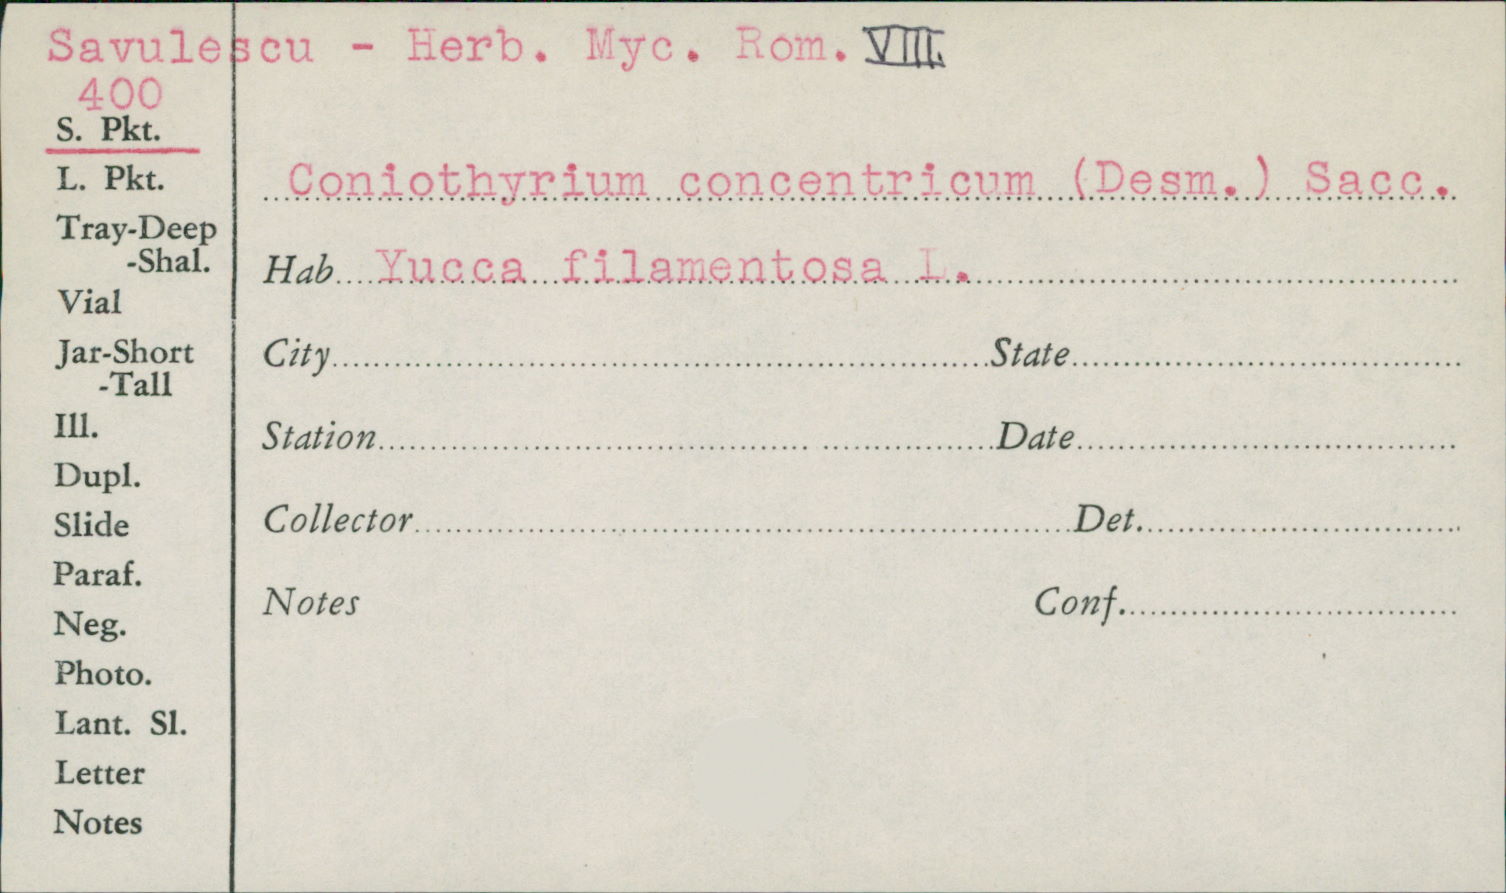 Savulescu - Herb. Myc. Rom. VIII.
400
S. Pkt.
L. Pkt.
Coniothyrium concentricum (Desm.) Sacc.
Tray-Deep
-Shal.
Hab Yucca filamentosa L.
Vial
Jar-Short
-Tall
City State
Ill.
Station Date
Dupl.
Slide
Collector Det.
Paraf.
Neg.
Notes Conf.
Photo.
Lant. Sl.
Letter
Notes